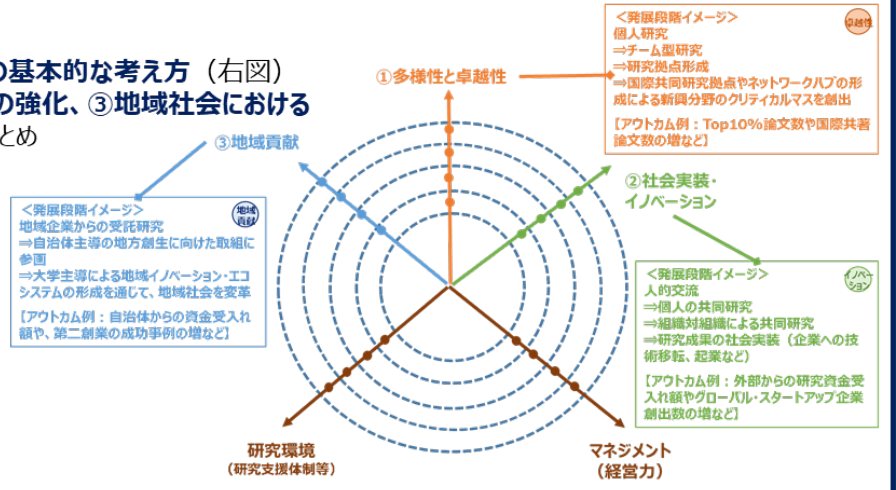 の基本的な考え方（右図）
の強化、③地域社会における
とめ
＜発展段階イメージ＞
卓越性
個人研究
⇒チーム型研究
⇒研究拠点形成
⇒国際共同研究拠点やネットワークハブの形
成による新興分野のクリティカルマスを創出
【アウトカム例：Top10%論文数や国際共著
論文数の増など】
①多様性と卓越性
③地域貢献
②社会実装・
イノベーション
＜発展段階イメージ＞
地域
貢献
地域企業からの受託研究
⇒自治体主導の地方創生に向けた取組に
参画
⇒大学主導による地域イノベーション・エコ
システムの形成を通じて、地域社会を変革
【アウトカム例：自治体からの資金受入れ
額や、第二創業の成功事例の増など】
＜発展段階イメージ＞
イノベー
ション
人的交流
⇒個人の共同研究
⇒組織対組織による共同研究
⇒研究成果の社会実装（企業への技
術移転、起業など）
【アウトカム例：外部からの研究資金受
入れ額やグローバル・スタートアップ企業
創出数の増など】
研究環境
（研究支援体制等）
マネジメント
（経営力）